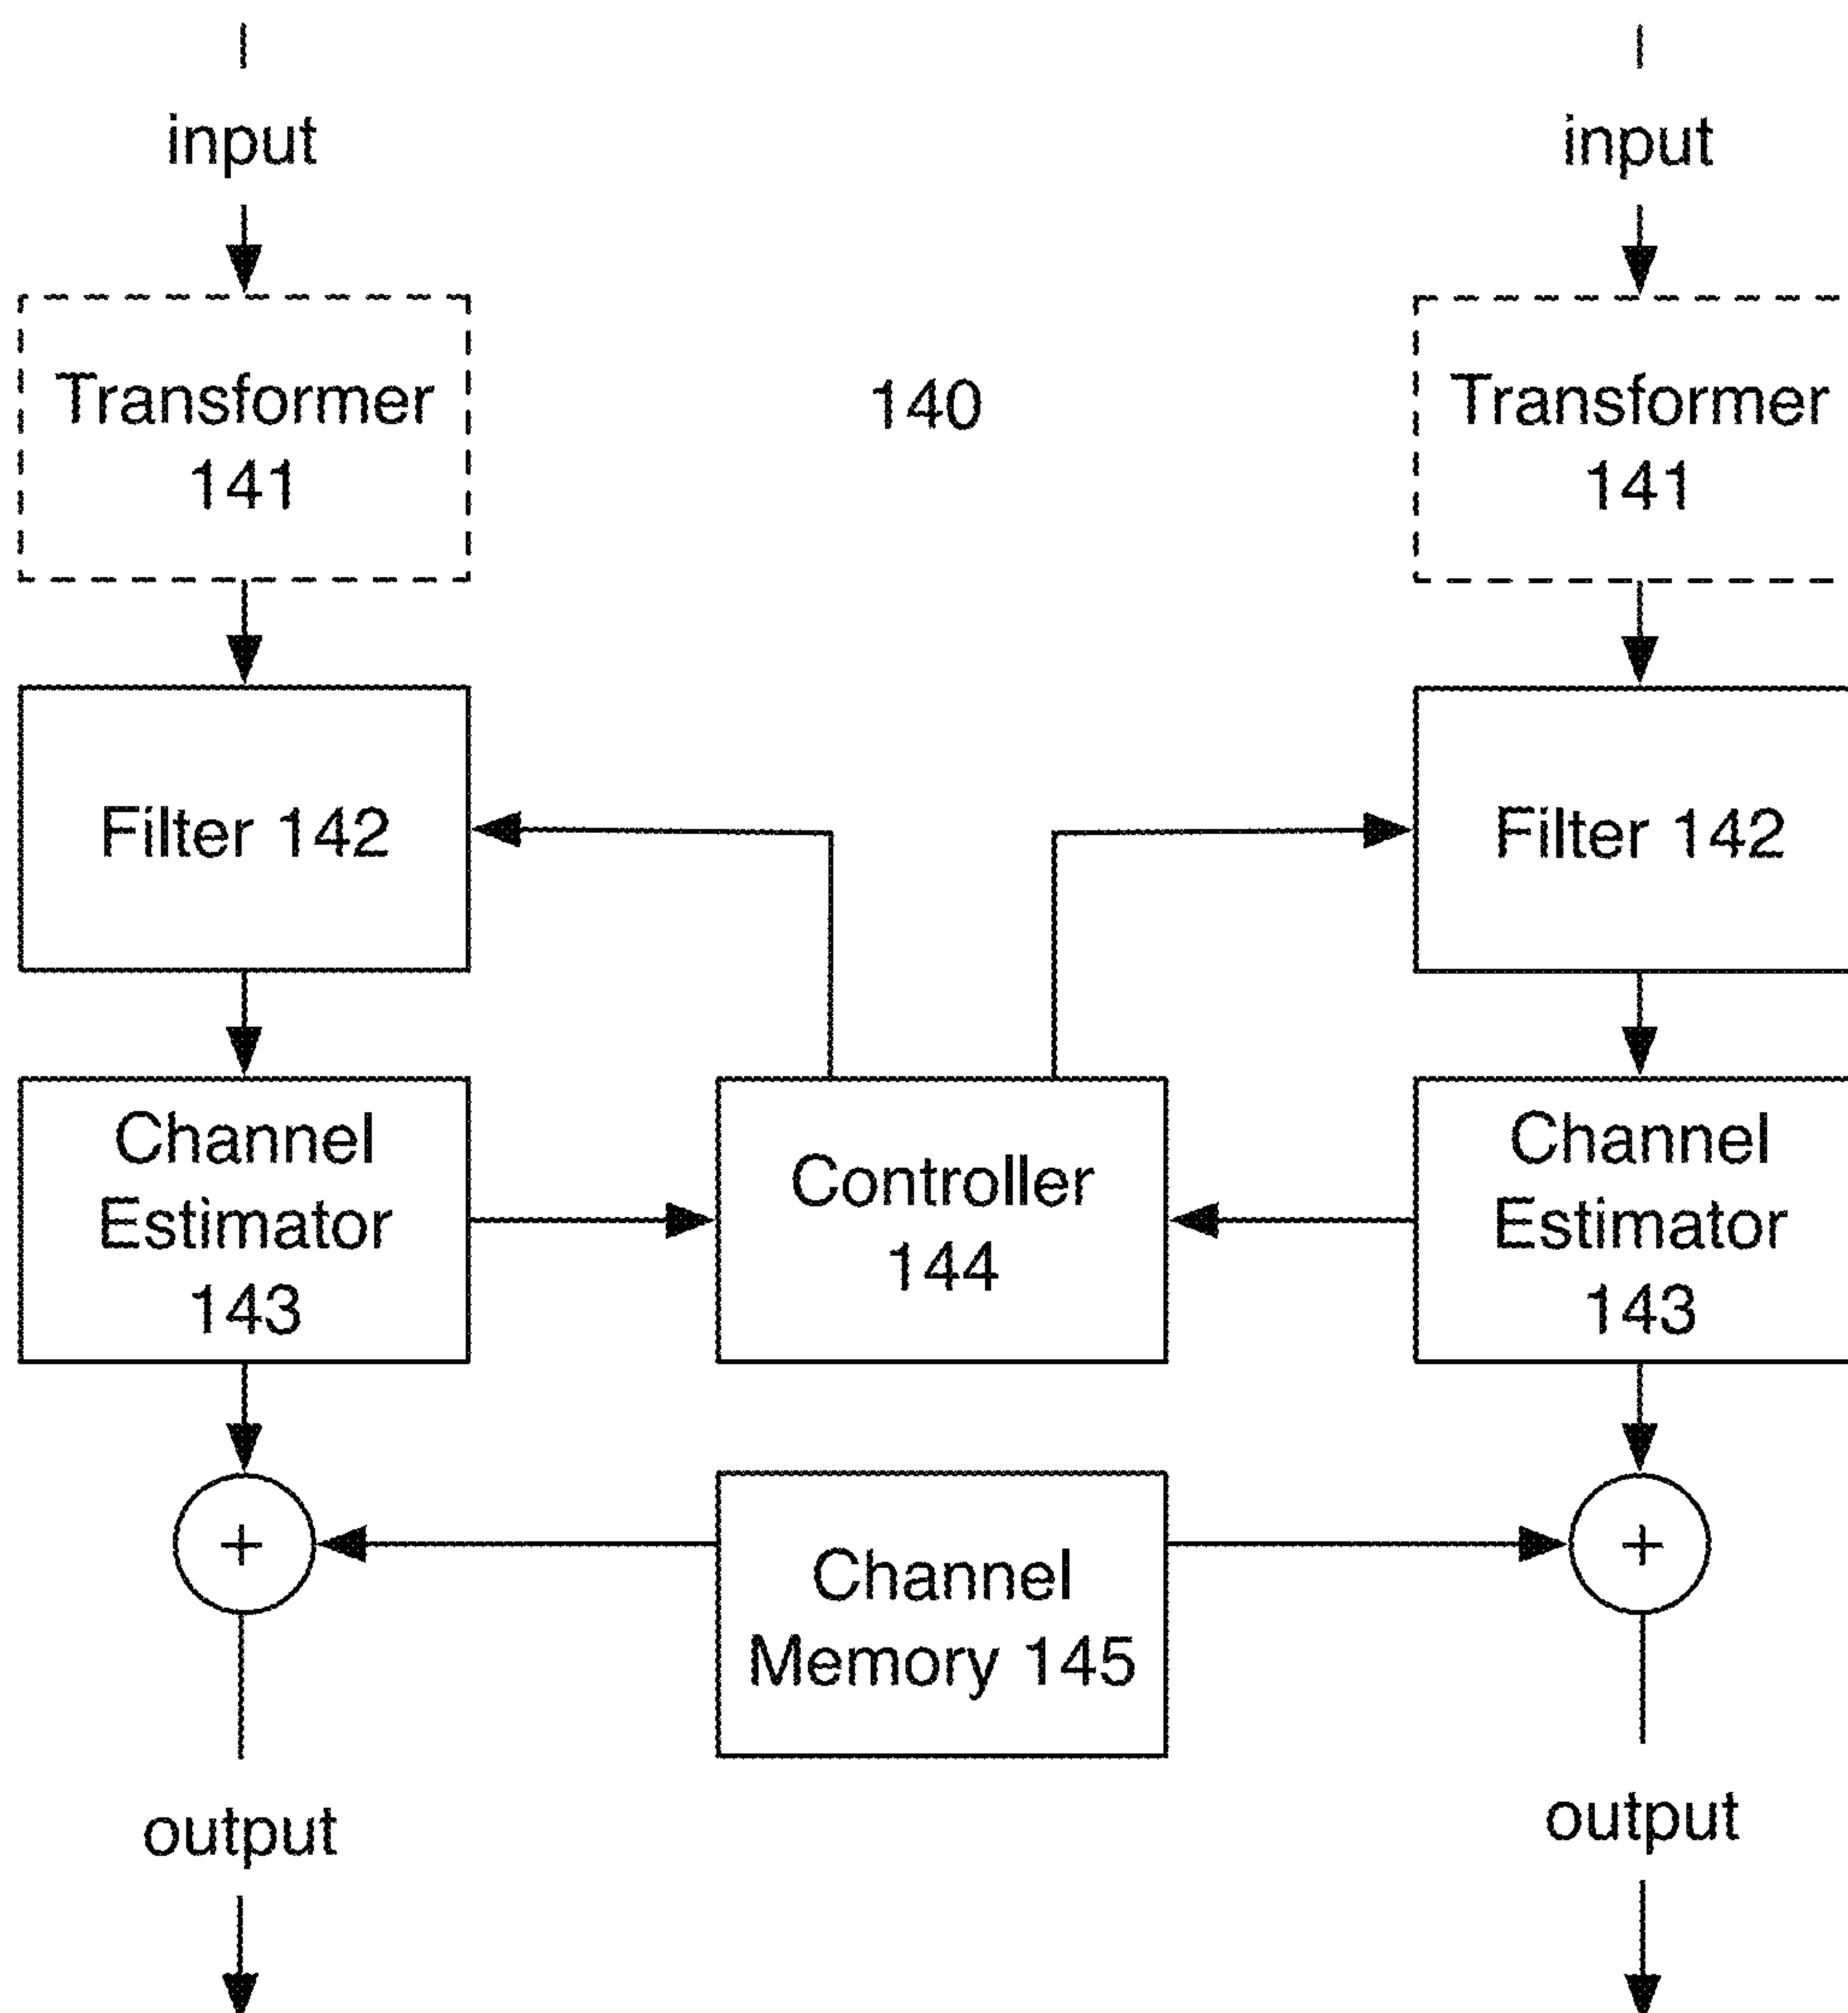 input
input
Transformer
141
140
Transformer
141
Filter 142
Filter 142
Channel
Estimator
143
Controller
144
Channel
Estimator
143
+
Channel
Memory 145
+
output
output